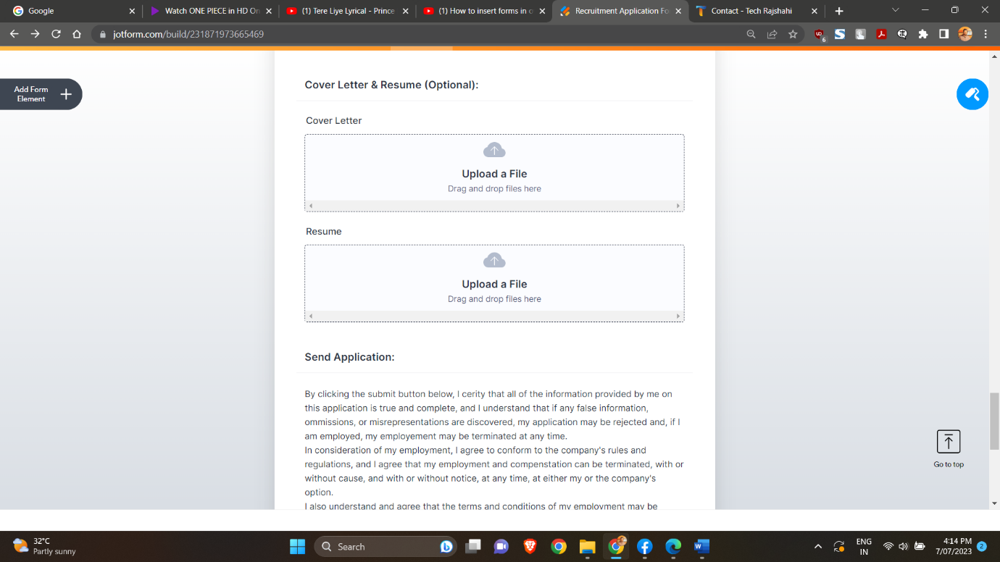 Google
Watch ONE PIECE in HD On
(1) Tere Liye Lyrical - Prince
(1) How to insert forms in o
Recruitment Application Fo
Contact - Tech Rajshahi
jotform.com/build/231871973665469
6
Add Form
Element
Cover Letter & Resume (Optional):
Cover Letter
Upload a File
Drag and drop files here
Resume
Upload a File
Drag and drop files here
Send Application:
By clicking the submit button below, I cerity that all of the information provided by me on
this application is true and complete, and I understand that if any false information,
ommissions, or misrepresentations are discovered, my application may be rejected and, if I
am employed, my employement may be terminated at any time.
In consideration of my employment, I agree to conform to the company's rules and
regulations, and I agree that my employment and compenstation can be terminated, with or
without cause, and with or without notice, at any time, at either my or the company's
option.
I also understand and agree that the terms and conditions of my employment may be
Go to top
32°C
Partly sunny
Search
ENG
IN
4:14 PM
7/07/2023
2